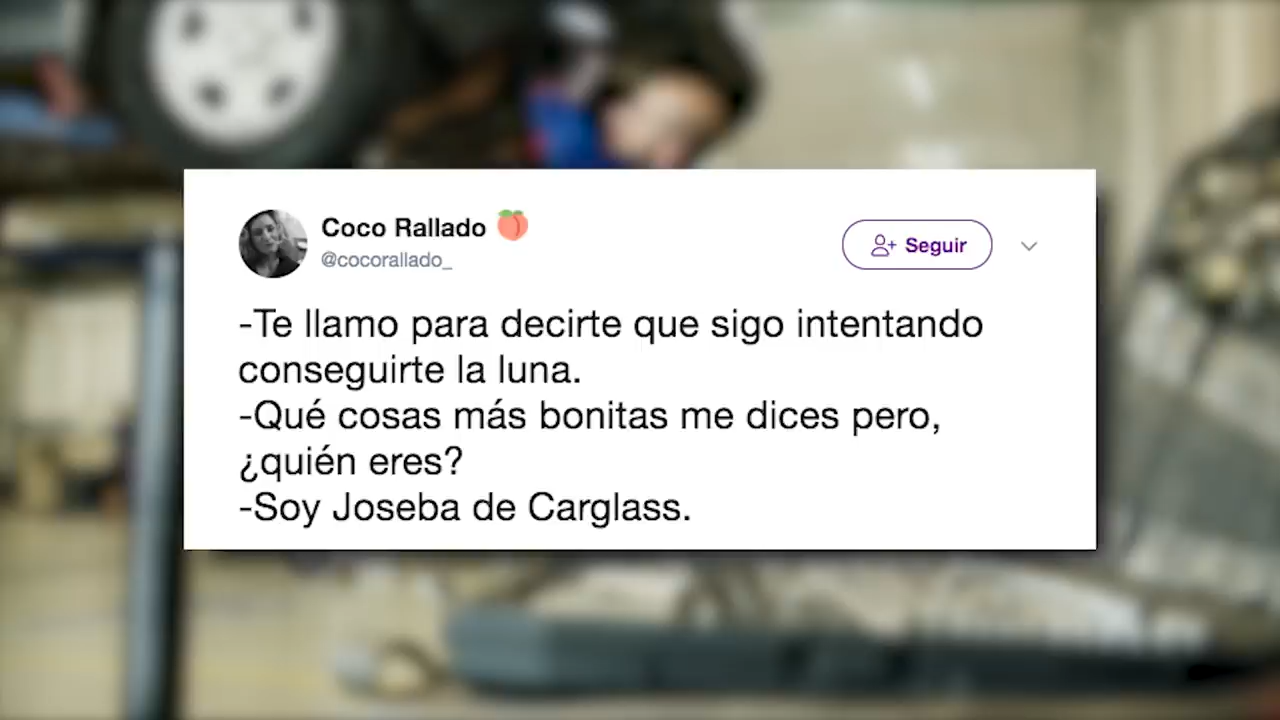 Coco Rallado 🍑
@cocorallado_
Seguir
-Te llamo para decirte que sigo intentando
conseguirte la luna.
-Qué cosas más bonitas me dices pero,
¿quién eres?
-Soy Joseba de Carglass.